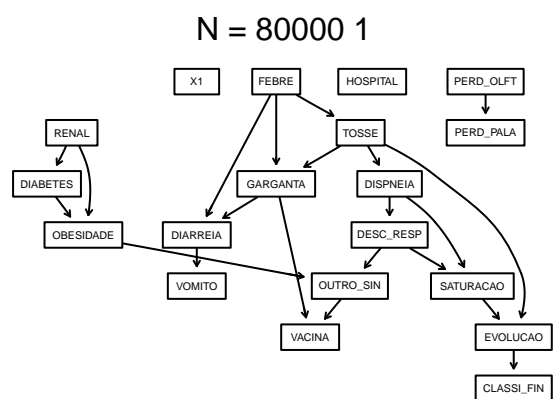 N = 80000 1
X1
FEBRE
HOSPITAL
PERD_OLFT
RENAL
TOSSE
PERD_PALA
DIABETES
GARGANTA
DISPNEIA
OBESIDADE
DIARREIA
DESC_RESP
VOMITO
OUTRO_SIN
SATURACAO
VACINA
EVOLUCAO
CLASSI_FIN